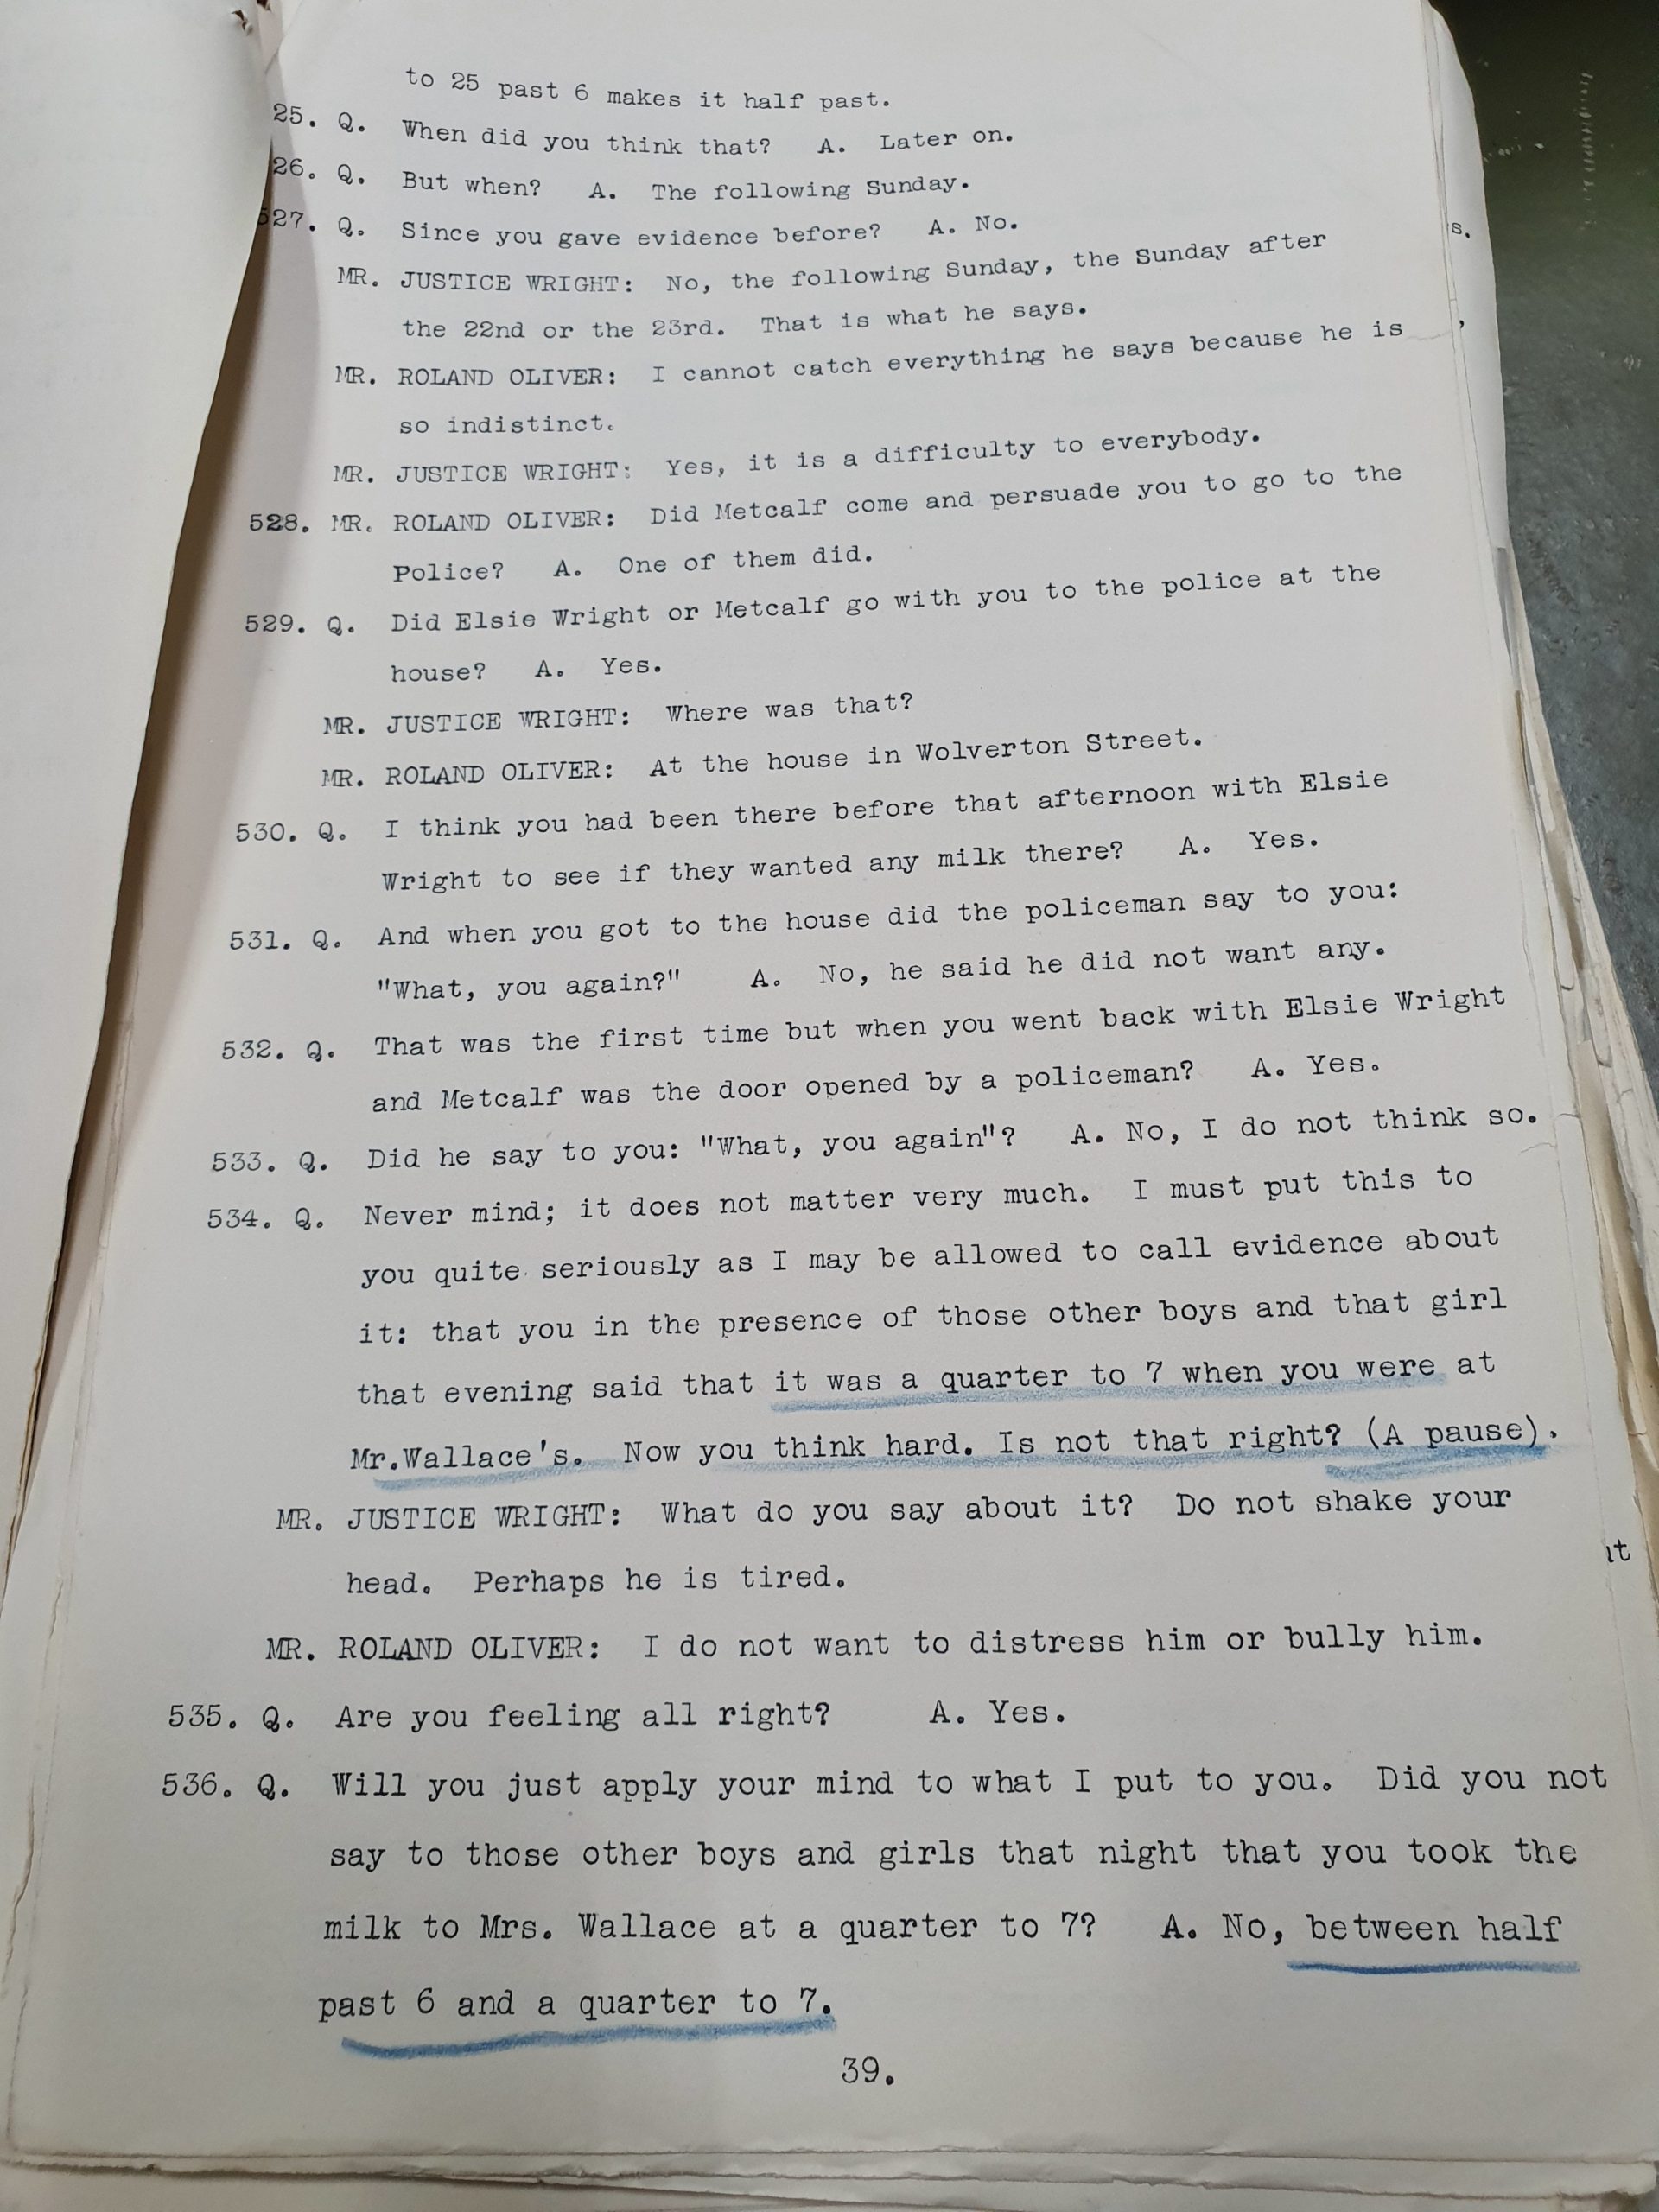 to 25 past 6 makes it half past.
25. Q. When did you think that? A. Later on.
26. Q. But when? A. The following Sunday.
527. Q. Since you gave evidence before? A. No.
MR. JUSTICE WRIGHT: No, the following Sunday, the Sunday after
the 22nd or the 23rd. That is what he says.
MR. ROLAND OLIVER: I cannot catch everything he says because he is
so indistinct.
MR. JUSTICE WRIGHT: Yes, it is a difficulty to everybody.
528. MR. ROLAND OLIVER: Did Metcalf come and persuade you to go to the
Police? A. One of them did.
529. Q. Did Elsie Wright or Metcalf go with you to the police at the
house? A. Yes.
MR. JUSTICE WRIGHT: Where was that?
MR. ROLAND OLIVER: At the house in Wolverton Street.
530. Q. I think you had been there before that afternoon with Elsie
Wright to see if they wanted any milk there? A. Yes.
531. Q. And when you got to the house did the policeman say to you:
"What, you again?" A. No, he said he did not want any.
532. Q. That was the first time but when you went back with Elsie Wright
and Metcalf was the door opened by a policeman? A. Yes.
533. Q. Did he say to you: "What, you again"? A. No, I do not think so.
534. Q. Never mind; it does not matter very much. I must put this to
you quite seriously as I may be allowed to call evidence about
it: that you in the presence of those other boys and that girl
that evening said that it was a quarter to 7 when you were at
Mr.Wallace's. Now you think hard. Is not that right? (A pause).
MR. JUSTICE WRIGHT: What do you say about it? Do not shake your
head. Perhaps he is tired.
MR. ROLAND OLIVER: I do not want to distress him or bully him.
535. Q. Are you feeling all right? A. Yes.
536. Q. Will you just apply your mind to what I put to you. Did you not
say to those other boys and girls that night that you took the
milk to Mrs. Wallace at a quarter to 7? A. No, between half
past 6 and a quarter to 7.
39.